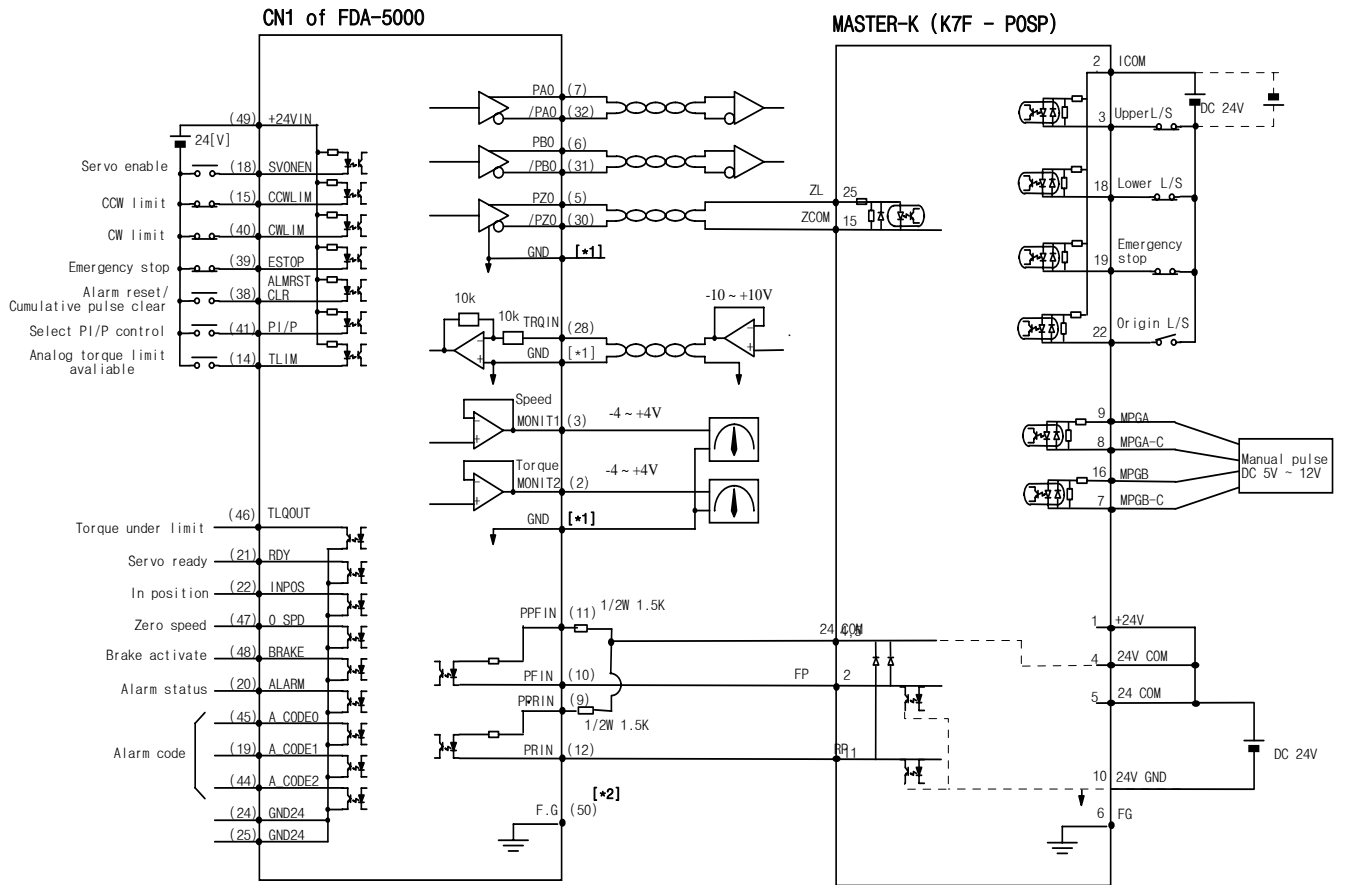 CN1 of FDA-5000
MASTER-K (K7F - POSP)
(49) +24VIN
24[V]
Servo enable (18) SVONEN
CCW limit (15) CCWLIM
CW limit (40) CWLIM
Emergency stop (39) ESTOP
Alarm reset/
Cumulative pulse clear (38) ALMRST
CLR
Select PI/P control (41) PI/P
Analog torque limit
avaliable (14) TLIM
Torque under limit (46) TLQOUT
Servo ready (21) RDY
In position (22) INPOS
Zero speed (47) 0 SPD
Brake activate (48) BRAKE
Alarm status (20) ALARM
Alarm code
(45) A CODE0
(19) A CODE1
(44) A CODE2
(24) GND24
(25) GND24
PAO (7)
/PAO (32)
PBO (6)
/PBO (31)
PZO (5)
/PZO (30)
GND [*1]
10k
10k
TRQIN (28)
GND [*1]
-10 ~ +10V
Speed
MONIT1 (3)
-4 ~ +4V
Torque
MONIT2 (2)
-4 ~ +4V
GND [*1]
PPFIN (11) 1/2W 1.5K
PFIN (10)
PPRIN (9)
1/2W 1.5K
PRIN (12)
[*2]
F.G (50)
ZL 25
ZCOM 15
24 COM
4,5
FP 2
RP
11
2 ICOM
DC 24V
3 UpperL/S
18 Lower L/S
19 Emergency
stop
22 Origin L/S
9 MPGA
8 MPGA-C
16 MPGB
7 MPGB-C
Manual pulse
DC 5V ~ 12V
1 +24V
4 24V COM
5 24 COM
DC 24V
10 24V GND
6 FG